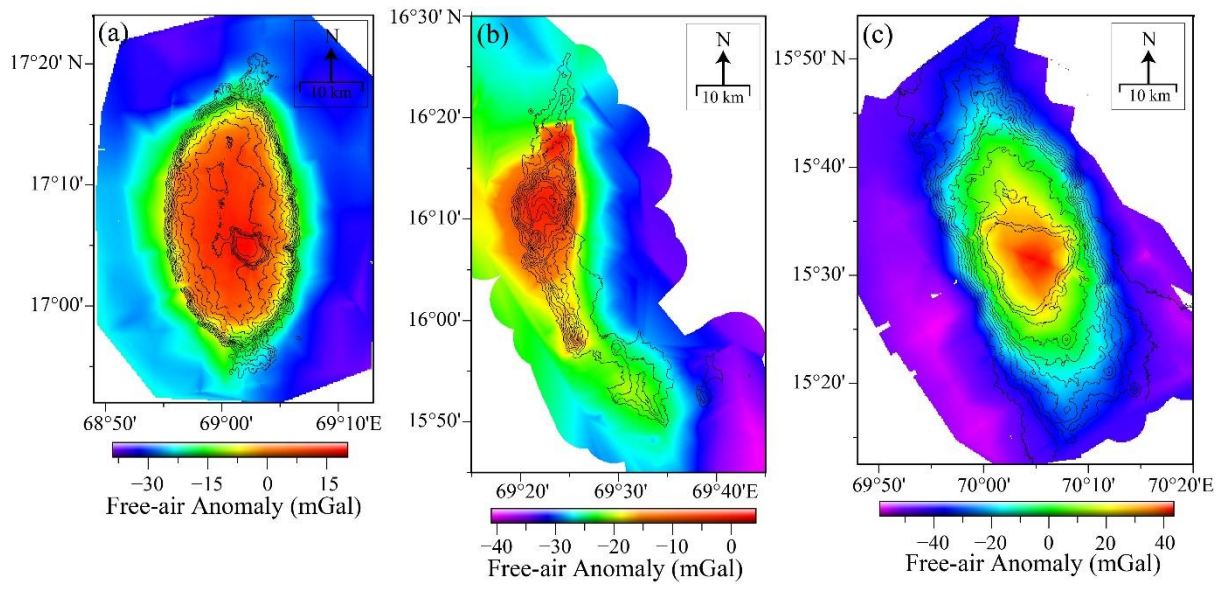 (a)
N
10 km
17°20' N
17°10'
17°00'
68°50' 69°00' 69°10'E
−30 −15 0 15
Free-air Anomaly (mGal)
(b)
N
10 km
16°30' N
16°20'
16°10'
16°00'
15°50'
69°20' 69°30' 69°40'E
−40 −30 −20 −10 0
Free-air Anomaly (mGal)
(c)
N
10 km
15°50' N
15°40'
15°30'
15°20'
69°50' 70°00' 70°10' 70°20'E
−40 −20 0 20 40
Free-air Anomaly (mGal)